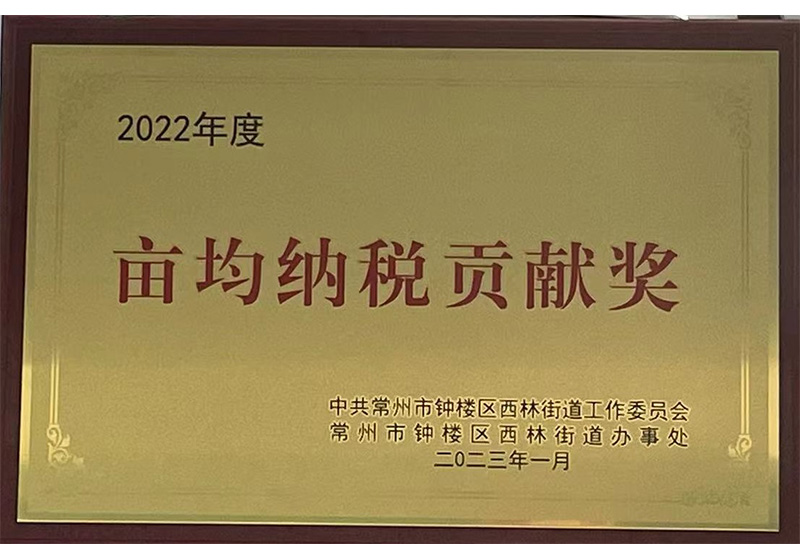 2022年度
亩均纳税贡献奖
中共常州市钟楼区西林街道工作委员会
常州市钟楼区西林街道办事处
二0二三年一月